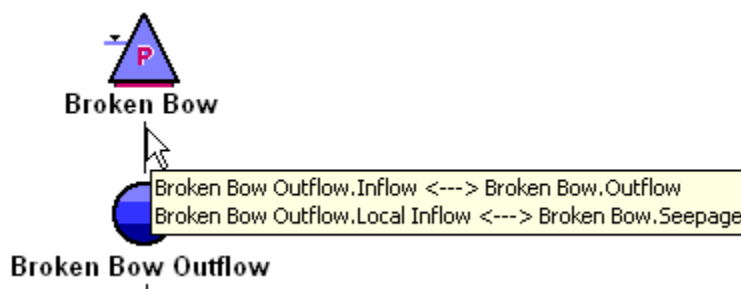 P
Broken Bow
Broken Bow Outflow.Inflow <---> Broken Bow.Outflow
Broken Bow Outflow.Local Inflow <---> Broken Bow.Seepage
Broken Bow Outflow